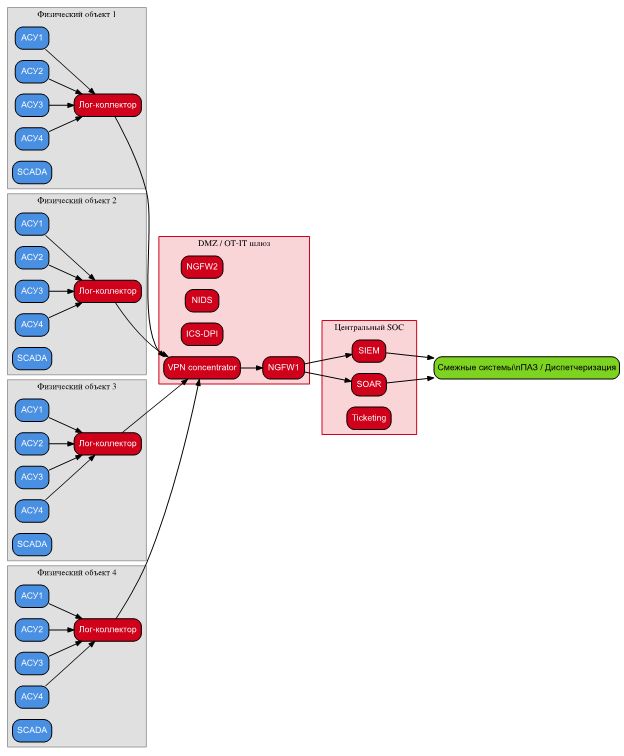 Физический объект 1
АСУ1
АСУ2
АСУ3
Лог-коллектор
АСУ4
SCADA
Физический объект 2
АСУ1
АСУ2
АСУ3
Лог-коллектор
АСУ4
SCADA
Физический объект 3
АСУ1
АСУ2
Лог-коллектор
АСУ3
АСУ4
SCADA
Физический объект 4
АСУ1
АСУ2
Лог-коллектор
АСУ3
АСУ4
SCADA
DMZ / OT-IT шлюз
NGFW2
NIDS
ICS-DPI
VPN concentrator
NGFW1
Центральный SOC
SIEM
SOAR
Ticketing
Смежные системы\nПАЗ / Диспетчеризация